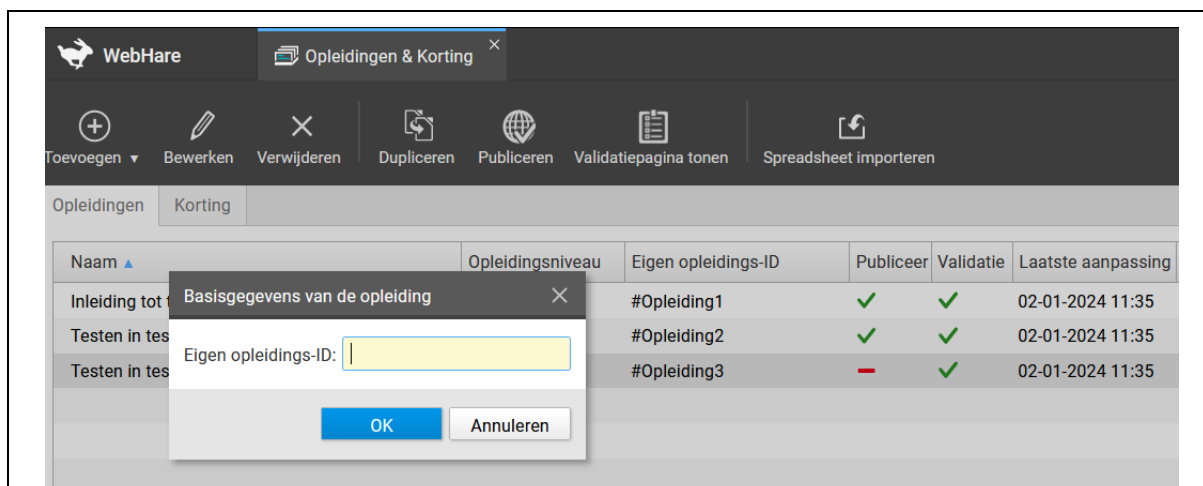 WebHare
Opleidingen & Korting
Toevoegen Bewerken Verwijderen Dupliceren Publiceren Validatiepagina tonen Spreadsheet importeren
Opleidingen Korting
Naam Opleidingsniveau Eigen opleidings-ID Publiceer Validatie Laatste aanpassing
Inleiding tot #Opleiding1 02-01-2024 11:35
Testen in tes #Opleiding2 02-01-2024 11:35
Testen in tes #Opleiding3 02-01-2024 11:35
Basisgegevens van de opleiding
Eigen opleidings-ID:
OK Annuleren